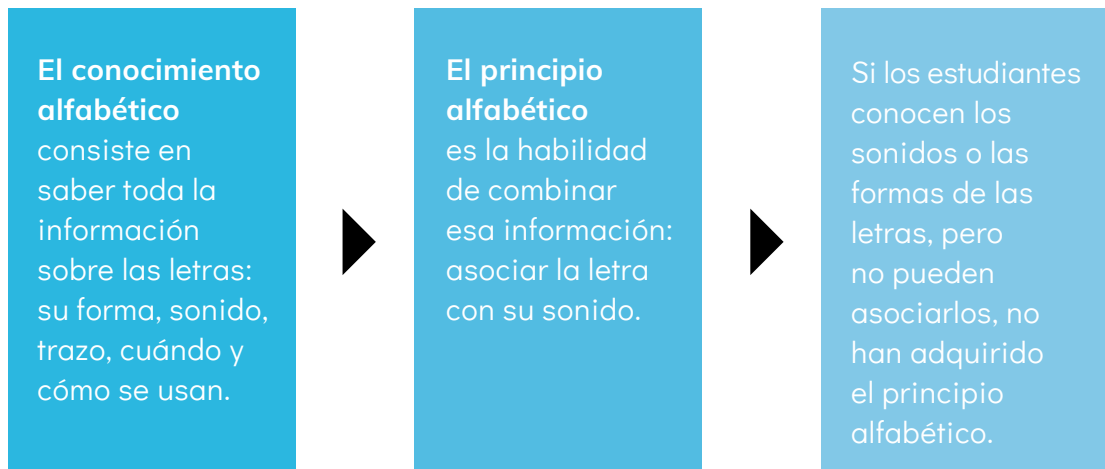 El conocimiento
alfabético
consiste en
saber toda la
información
sobre las letras:
su forma, sonido,
trazo, cuándo y
cómo se usan.
El principio
alfabético
es la habilidad
de combinar
esa información:
asociar la letra
con su sonido.
Si los estudiantes
conocen los
sonidos o las
formas de las
letras, pero
no pueden
asociarlos, no
han adquirido
el principio
alfabético.